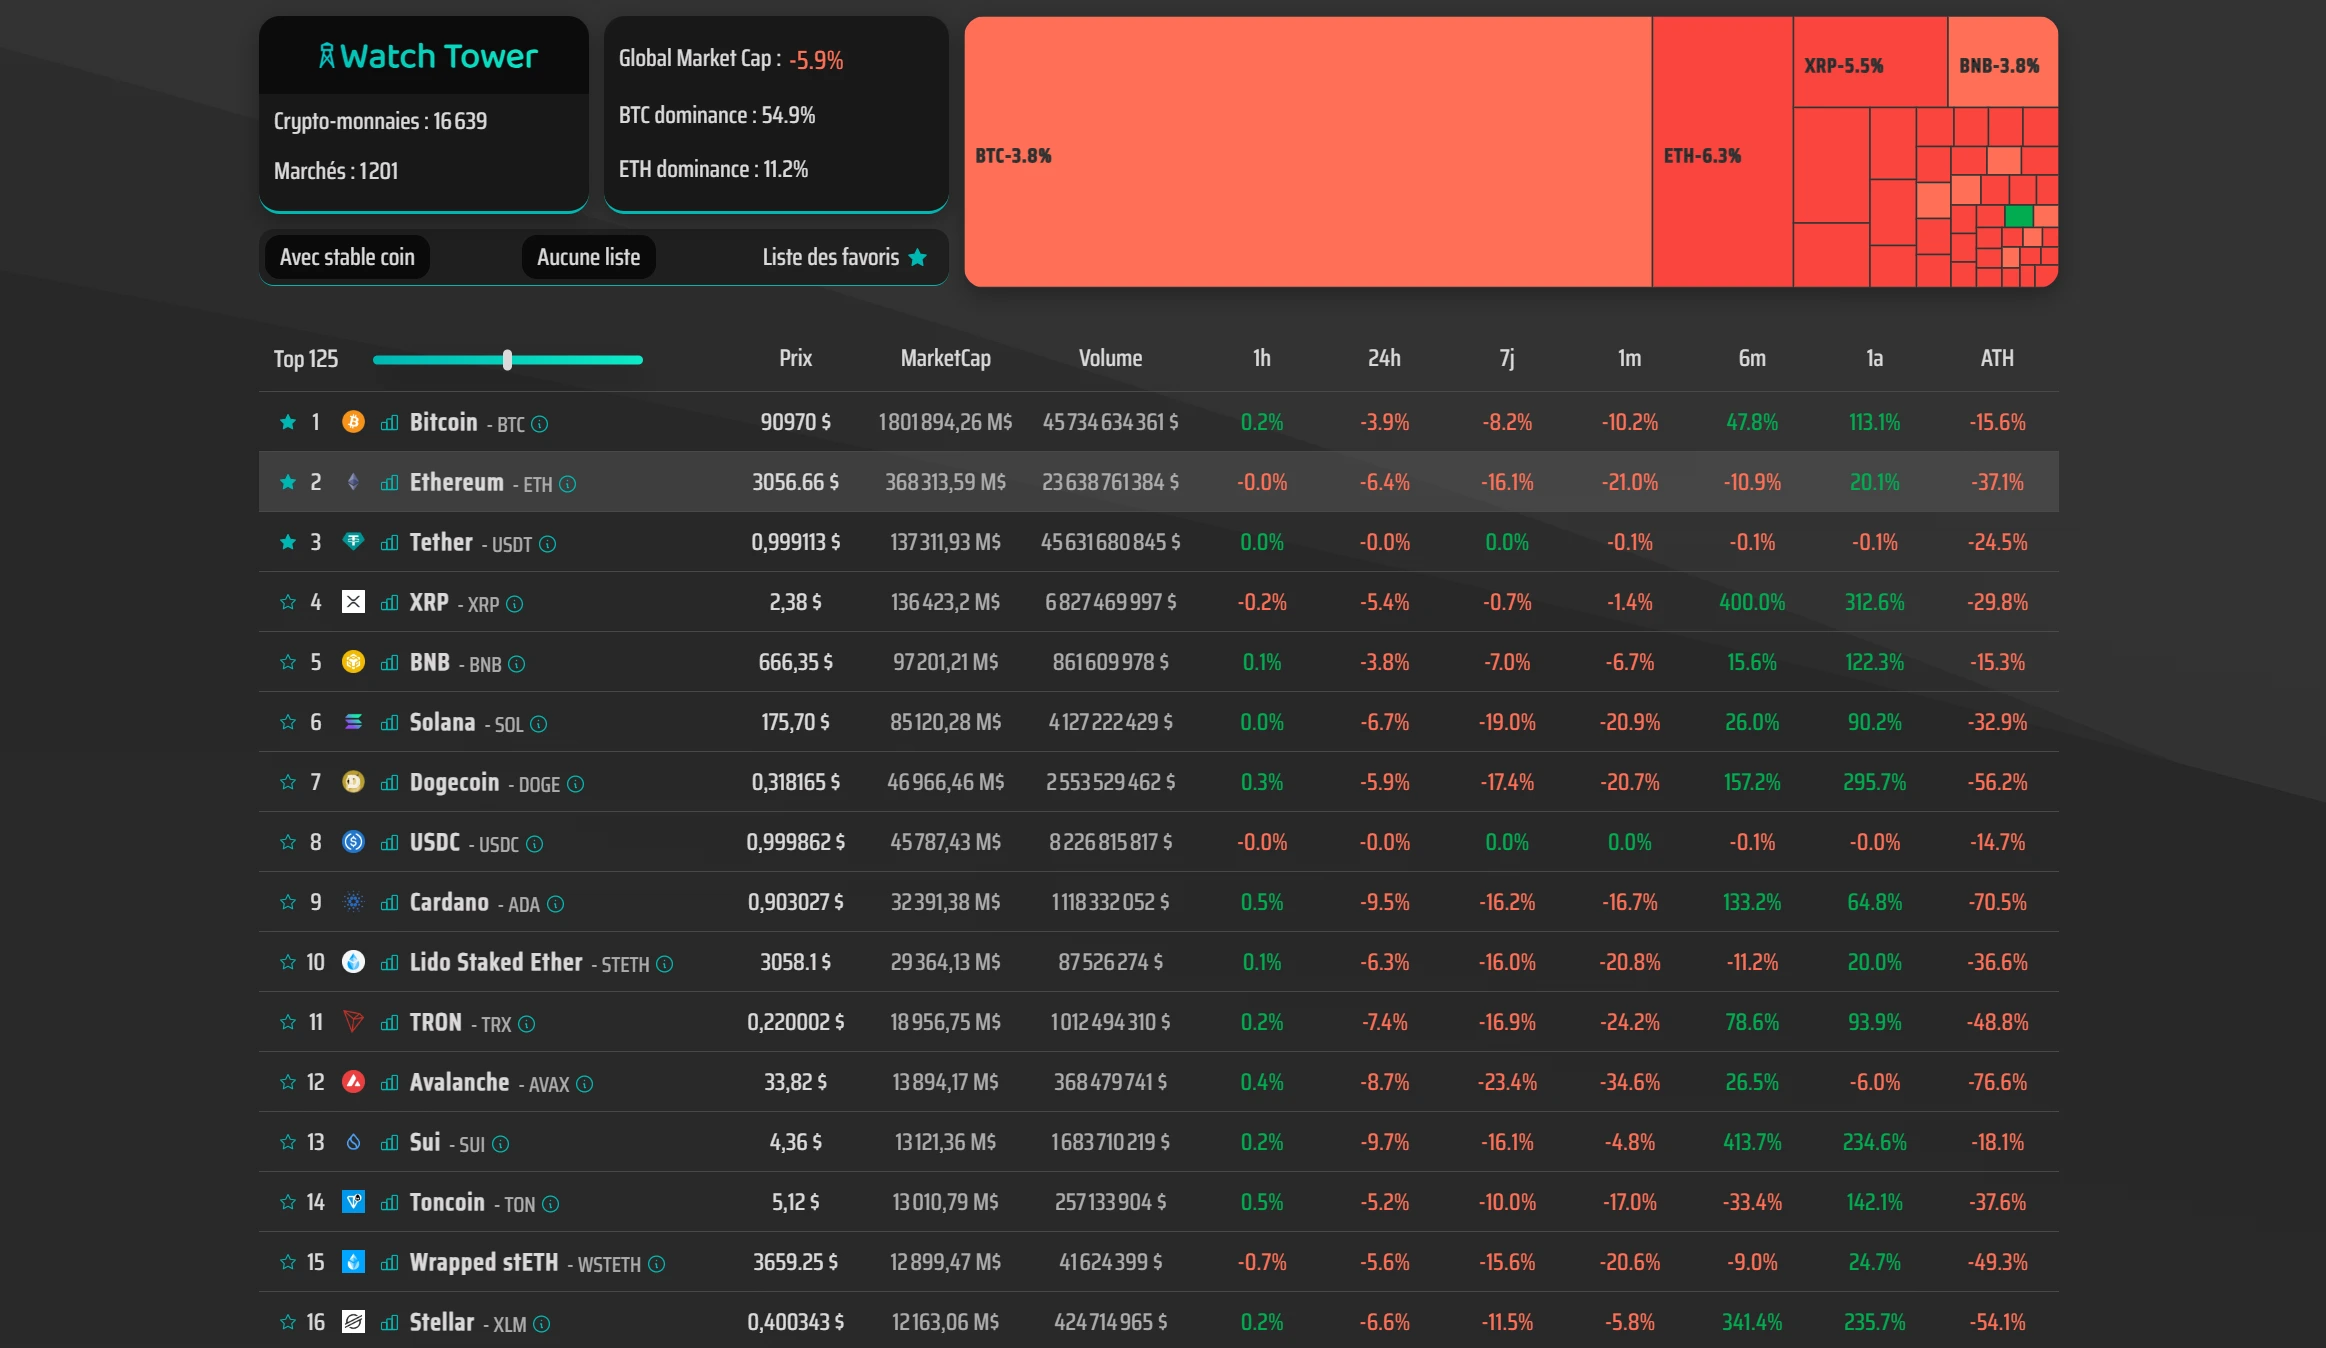 Watch Tower
Crypto-monnaies : 16 639
Marchés : 1 201
Global Market Cap : -5.9%
BTC dominance : 54.9%
ETH dominance : 11.2%
Avec stable coin
Aucune liste
Liste des favoris
BTC-3.8%
ETH-6.3%
XRP-5.5%
BNB-3.8%
Top 125 Prix MarketCap Volume 1h 24h 7j 1m 6m 1a ATH
1 Bitcoin - BTC 90970 $ 1 801 894,26 M$ 45 734 634 361 $ 0.2% -3.9% -8.2% -10.2% 47.8% 113.1% -15.6%
2 Ethereum - ETH 3056.66 $ 368 313,59 M$ 23 638 761 384 $ -0.0% -6.4% -16.1% -21.0% -10.9% 20.1% -37.1%
3 Tether - USDT 0,999113 $ 137 311,93 M$ 45 631 680 845 $ 0.0% -0.0% 0.0% -0.1% -0.1% -0.1% -24.5%
4 XRP - XRP 2,38 $ 136 423,2 M$ 6 827 469 997 $ -0.2% -5.4% -0.7% -1.4% 400.0% 312.6% -29.8%
5 BNB - BNB 666,35 $ 97 201,21 M$ 861 609 978 $ 0.1% -3.8% -7.0% -6.7% 15.6% 122.3% -15.3%
6 Solana - SOL 175,70 $ 85 120,28 M$ 4 127 222 429 $ 0.0% -6.7% -19.0% -20.9% 26.0% 90.2% -32.9%
7 Dogecoin - DOGE 0,318165 $ 46 966,46 M$ 2 553 529 462 $ 0.3% -5.9% -17.4% -20.7% 157.2% 295.7% -56.2%
8 USDC - USDC 0,999862 $ 45 787,43 M$ 8 226 815 817 $ -0.0% -0.0% 0.0% 0.0% -0.1% -0.0% -14.7%
9 Cardano - ADA 0,903027 $ 32 391,38 M$ 1 118 332 052 $ 0.5% -9.5% -16.2% -16.7% 133.2% 64.8% -70.5%
10 Lido Staked Ether - STETH 3058.1 $ 29 364,13 M$ 87 526 274 $ 0.1% -6.3% -16.0% -20.8% -11.2% 20.0% -36.6%
11 TRON - TRX 0,220002 $ 18 956,75 M$ 1 012 494 310 $ 0.2% -7.4% -16.9% -24.2% 78.6% 93.9% -48.8%
12 Avalanche - AVAX 33,82 $ 13 894,17 M$ 368 479 741 $ 0.4% -8.7% -23.4% -34.6% 26.5% -6.0% -76.6%
13 Sui - SUI 4,36 $ 13 121,36 M$ 1 683 710 219 $ 0.2% -9.7% -16.1% -4.8% 413.7% 234.6% -18.1%
14 Toncoin - TON 5,12 $ 13 010,79 M$ 257 133 904 $ 0.5% -5.2% -10.0% -17.0% -33.4% 142.1% -37.6%
15 Wrapped stETH - WSTETH 3659.25 $ 12 899,47 M$ 41 624 399 $ -0.7% -5.6% -15.6% -20.6% -9.0% 24.7% -49.3%
16 Stellar - XLM 0,400343 $ 12 163,06 M$ 424 714 965 $ 0.2% -6.6% -11.5% -5.8% 341.4% 235.7% -54.1%